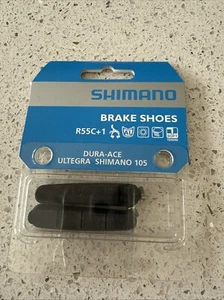 SHIMANO
BRAKE SHOES
R55C+1
DURA-ACE
ULTEGRA SHIMANO 105